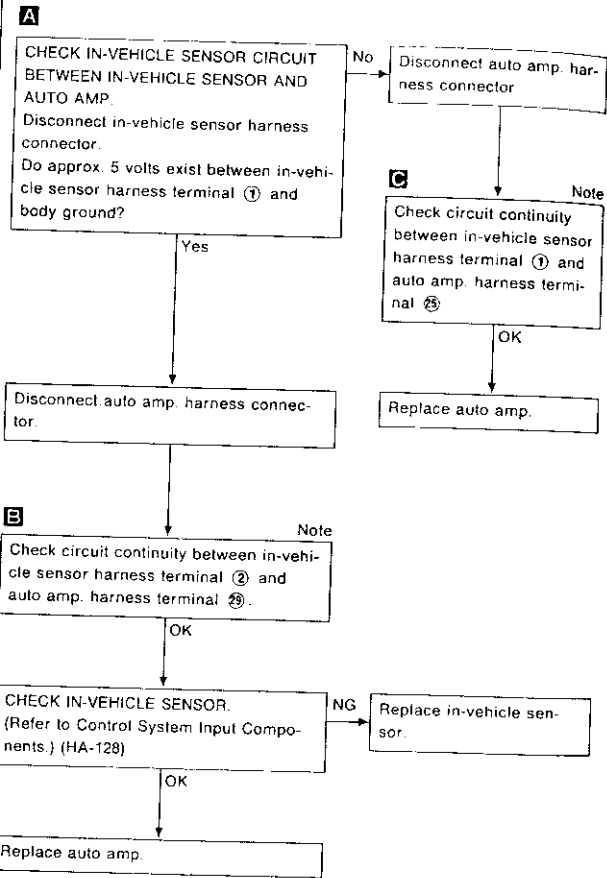 A
CHECK IN-VEHICLE SENSOR CIRCUIT
BETWEEN IN-VEHICLE SENSOR AND
AUTO AMP.
Disconnect in-vehicle sensor harness
connector.
Do approx. 5 volts exist between in-vehi-
cle sensor harness terminal ① and
body ground?
No
Disconnect auto amp. har-
ness connector
C
Note
Check circuit continuity
between in-vehicle sensor
harness terminal ① and
auto amp. harness termi-
nal ㉕
OK
Replace auto amp.
Yes
Disconnect auto amp. harness connec-
tor.
B
Note
Check circuit continuity between in-vehi-
cle sensor harness terminal ② and
auto amp. harness terminal ㉙.
OK
CHECK IN-VEHICLE SENSOR.
(Refer to Control System Input Compo-
nents.) (HA-128)
NG
Replace in-vehicle sen-
sor.
OK
Replace auto amp.